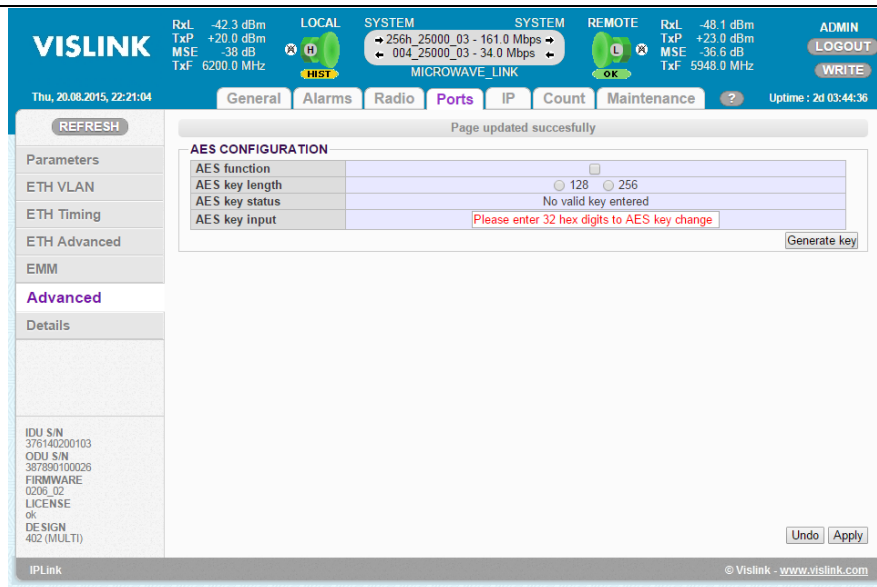 VISLINK
RxL -42.3 dBm
TxP +20.0 dBm
MSE -38 dB
TxF 6200.0 MHz
LOCAL
H
HIST
SYSTEM SYSTEM
256h_25000_03 - 161.0 Mbps
004_25000_03 - 34.0 Mbps
MICROWAVE_LINK
REMOTE
L
OK
RxL -48.1 dBm
TxP +23.0 dBm
MSE -36.6 dB
TxF 5948.0 MHz
ADMIN
LOGOUT
WRITE
Thu, 20.08.2015, 22:21:04
General Alarms Radio Ports IP Count Maintenance ?
Uptime : 2d 03:44:36
REFRESH
Parameters
ETH VLAN
ETH Timing
ETH Advanced
EMM
Advanced
Details
Page updated succesfully
AES CONFIGURATION
AES function
AES key length 128 256
AES key status No valid key entered
AES key input Please enter 32 hex digits to AES key change
Generate key
IDU S/N
376140200103
ODU S/N
387890100026
FIRMWARE
0206_02
LICENSE
ok
DESIGN
402 (MULTI)
Undo Apply
IPLink
© Vislink - www.vislink.com